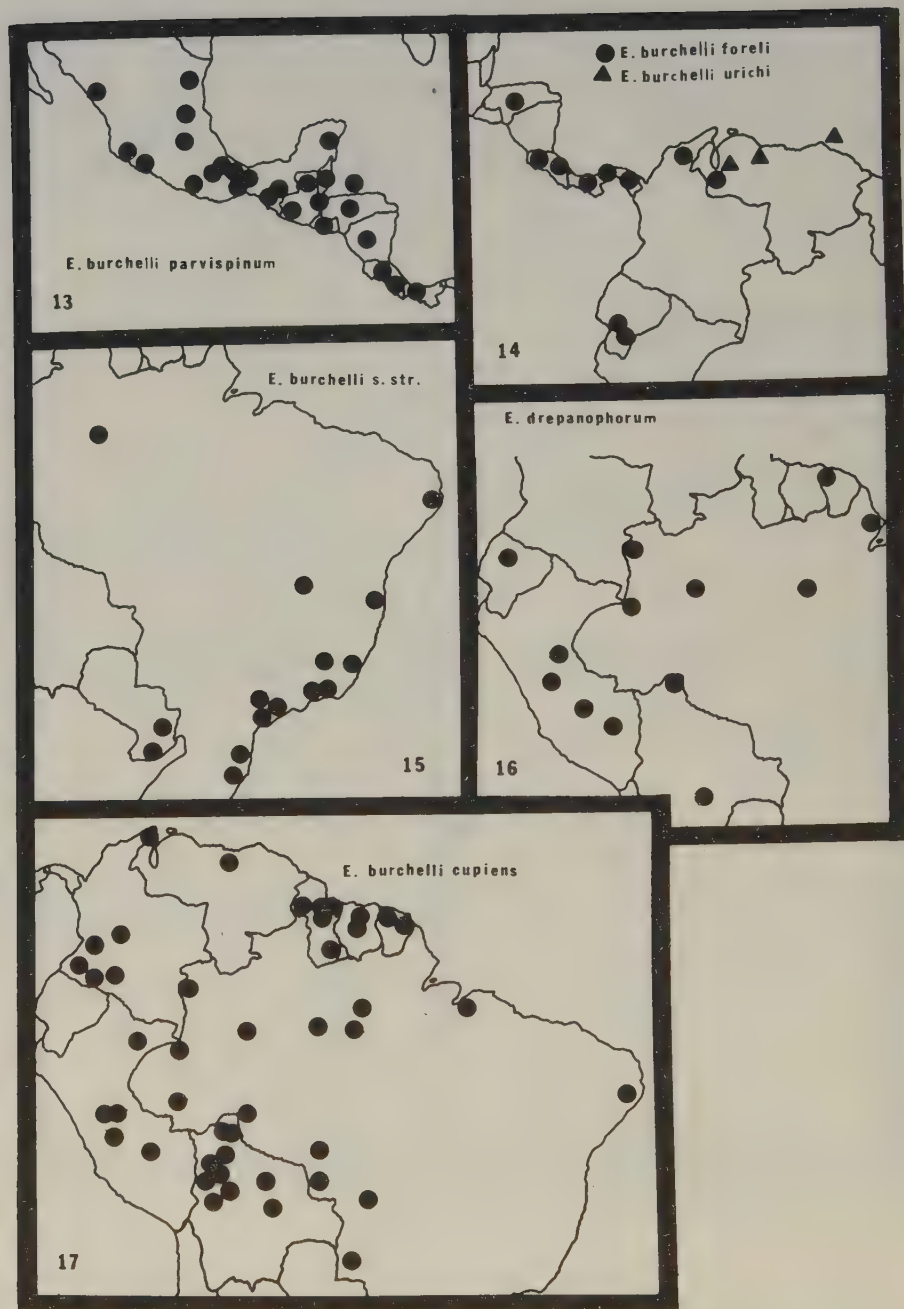 E. burchelli parvispinum
13
E. burchelli foreli
E. burchelli urichi
14
E. burchelli s. str.
15
E. drepanophorum
16
E. burchelli cupiens
17